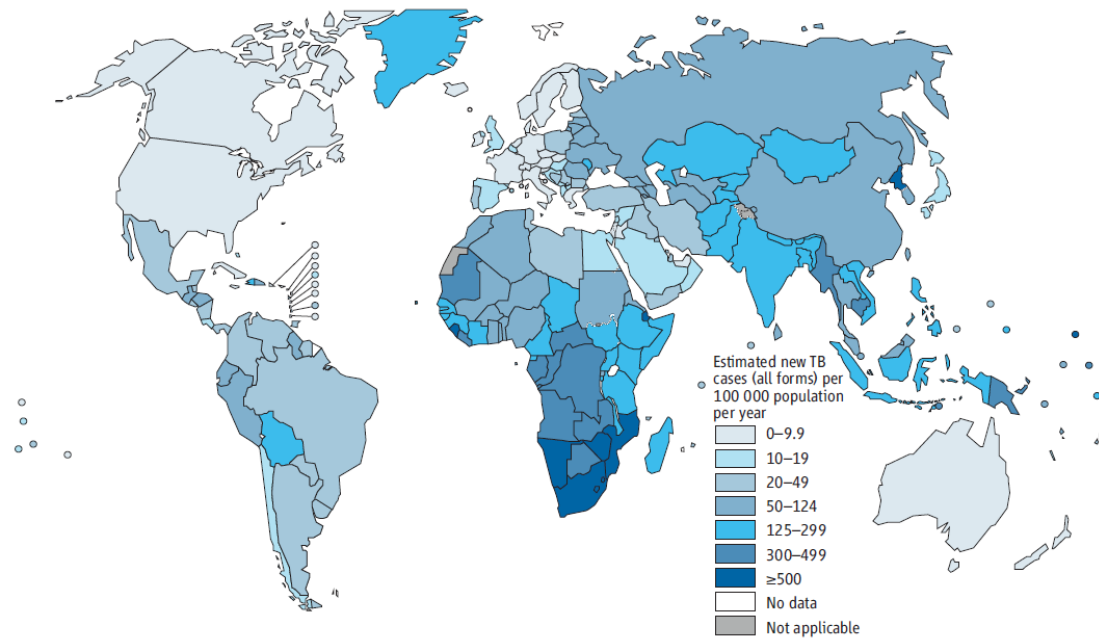 Estimated new TB
cases (all forms) per
100 000 population
per year
0–9.9
10–19
20–49
50–124
125–299
300–499
≥500
No data
Not applicable